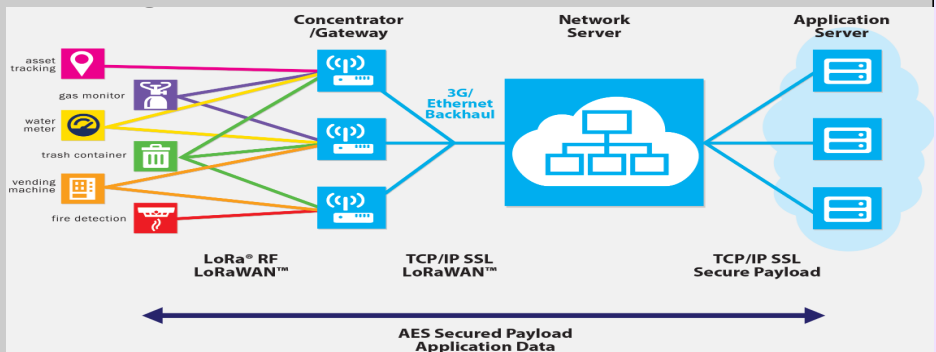 Concentrator
/Gateway
Network
Server
Application
Server
asset
tracking
gas monitor
water
meter
trash container
vending
machine
fire detection
3G/
Ethernet
Backhaul
LoRa® RF
LoRaWAN™
TCP/IP SSL
LoRaWAN™
TCP/IP SSL
Secure Payload
AES Secured Payload
Application Data